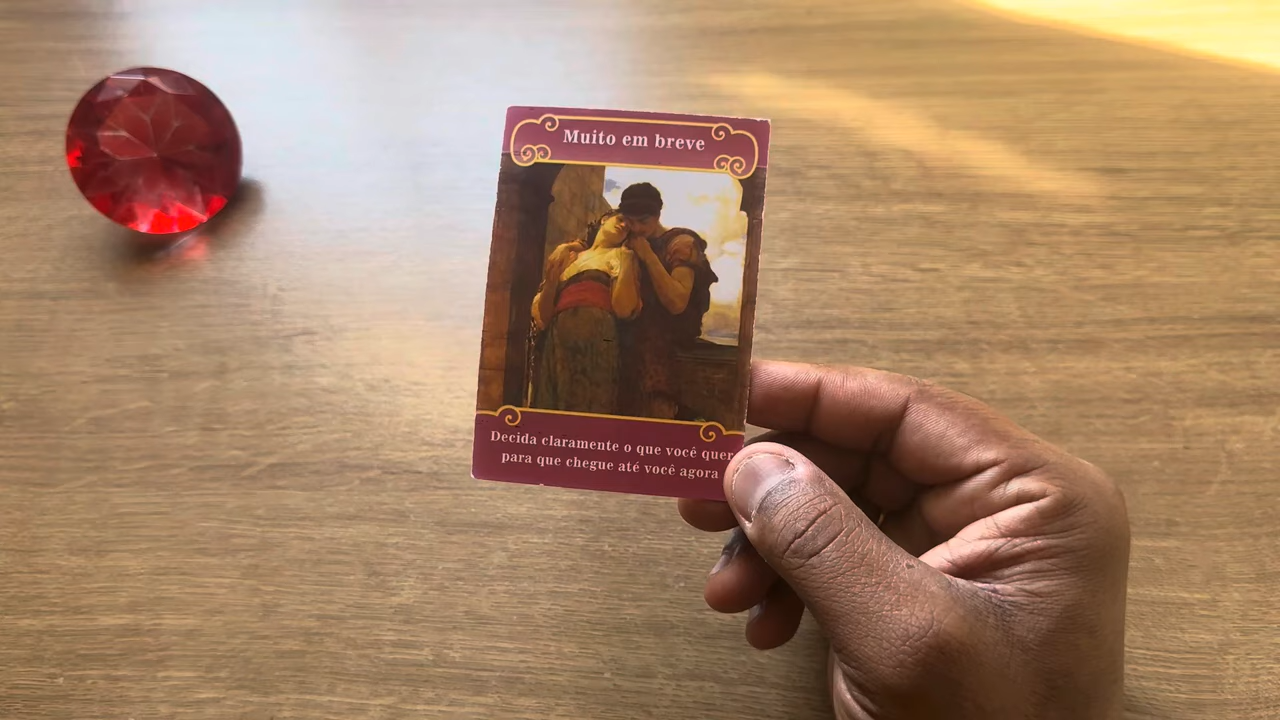 Muito em breve
Decida claramente o que você quer
para que chegue até você agora